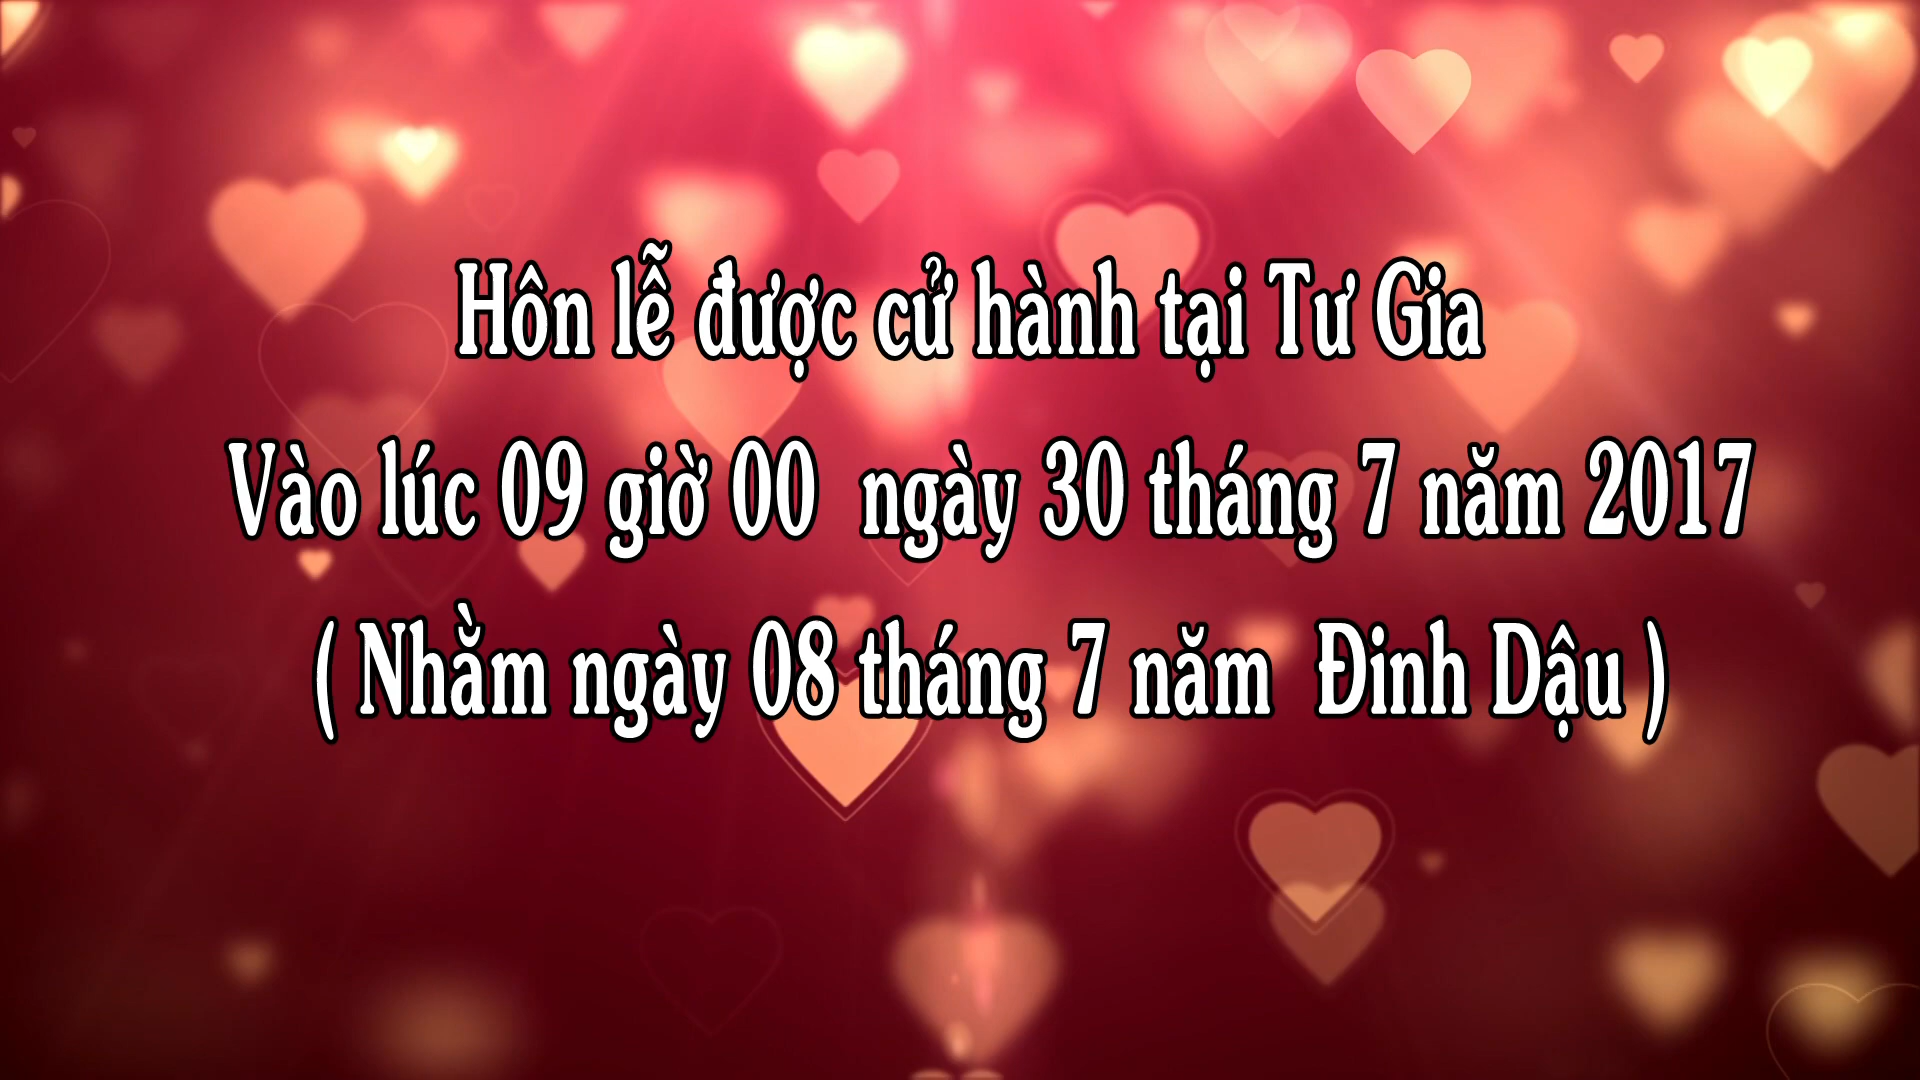 Hôn lễ được cử hành tại Tư Gia
Vào lúc 09 giờ 00 ngày 30 tháng 7 năm 2017
( Nhằm ngày 08 tháng 7 năm Đinh Dậu )